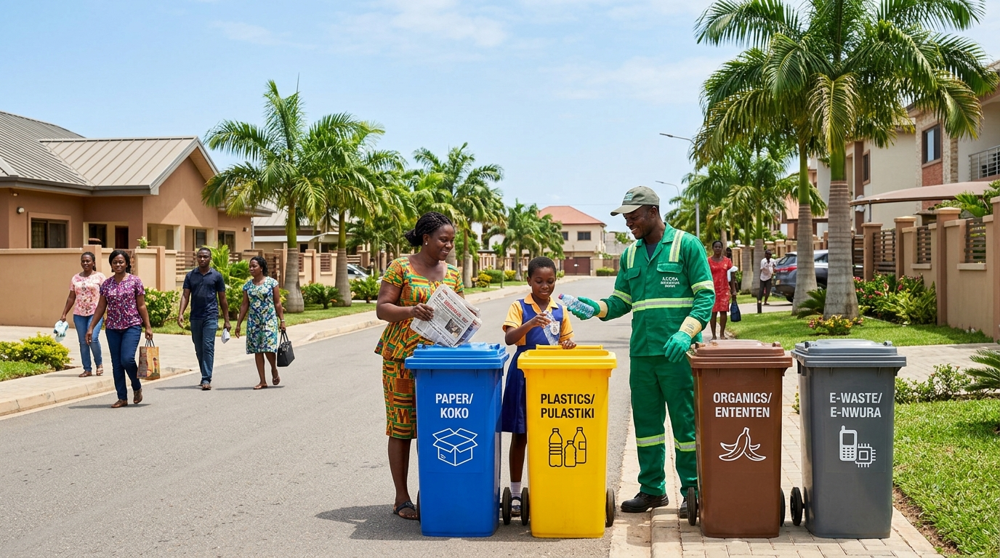 PAPER/
KOKO
PLASTICS/
PULASTIKI
ORGANICS/
ENTENTEN
E-WASTE/
E-NWURA